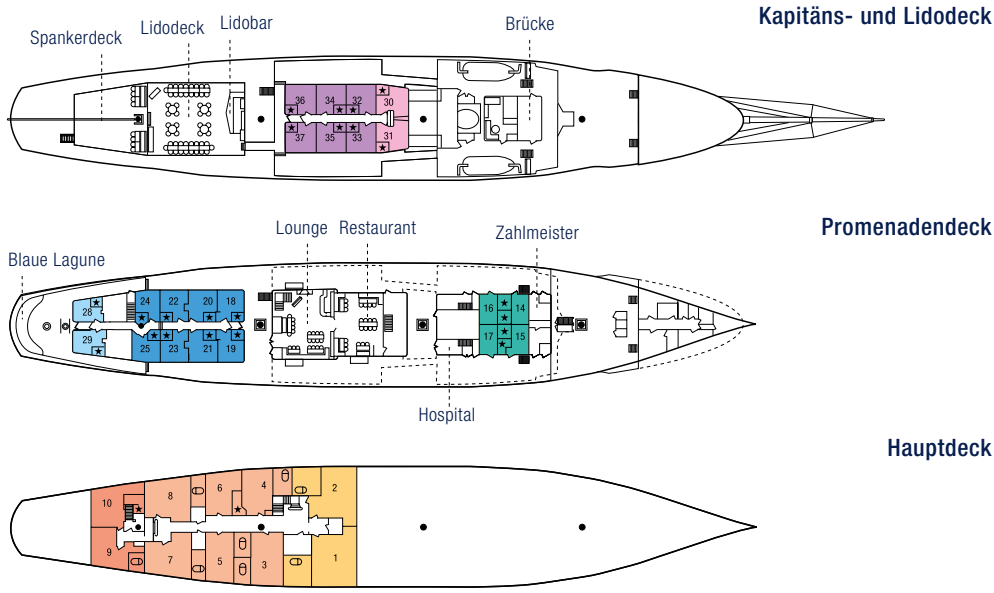 Kapitäns- und Lidodeck
Spankerdeck
Lidodeck
Lidobar
Brücke
36 34 32 30
37 35 33 31
Promenadendeck
Lounge
Restaurant
Zahlmeister
Blaue Lagune
28 24 22 20 18 16 14
29 25 23 21 19 17 15
Hospital
Hauptdeck
10 8 6 4 2
9 7 5 3 1